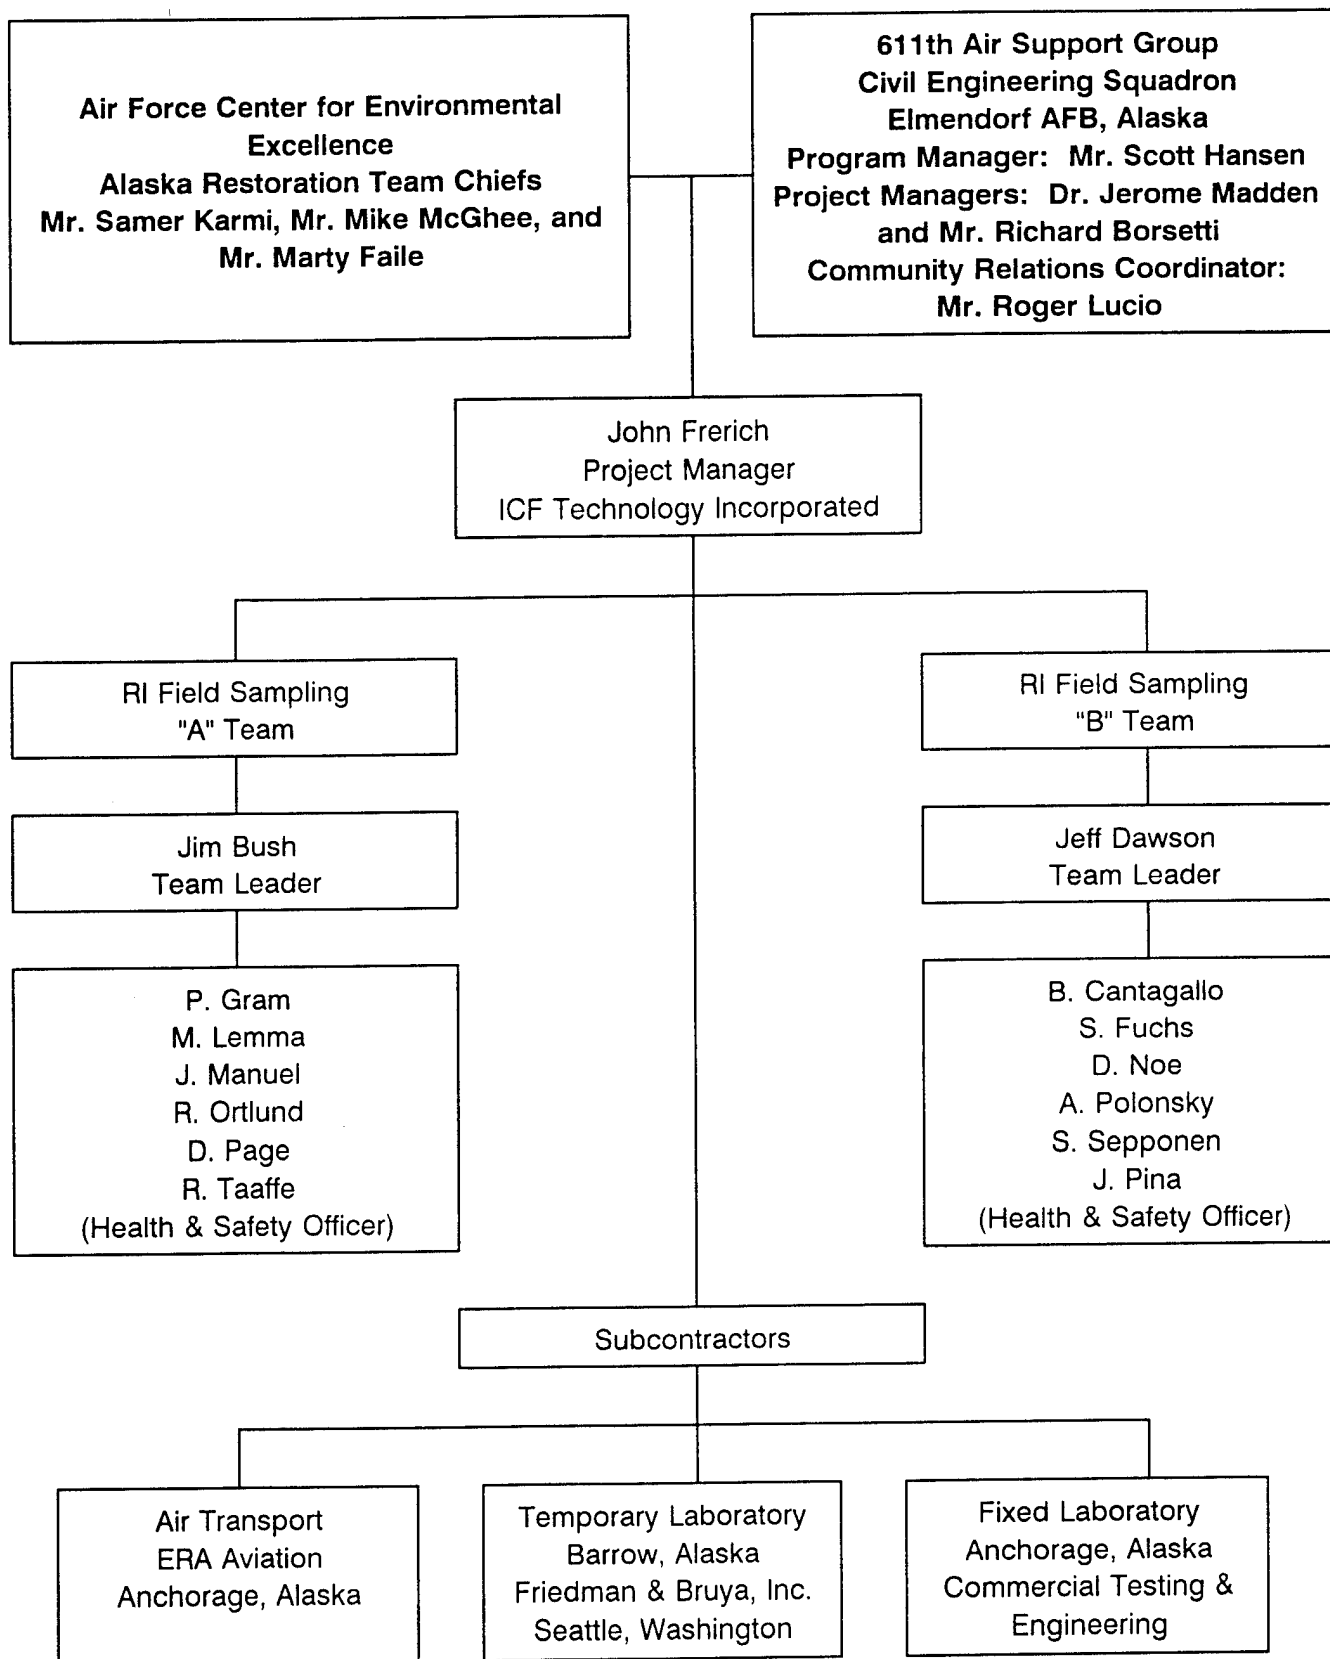 Air Force Center for Environmental
Excellence
Alaska Restoration Team Chiefs
Mr. Samer Karmi, Mr. Mike McGhee, and
Mr. Marty Faile
611th Air Support Group
Civil Engineering Squadron
Elmendorf AFB, Alaska
Program Manager: Mr. Scott Hansen
Project Managers: Dr. Jerome Madden
and Mr. Richard Borsetti
Community Relations Coordinator:
Mr. Roger Lucio
John Frerich
Project Manager
ICF Technology Incorporated
RI Field Sampling
"A" Team
Jim Bush
Team Leader
P. Gram
M. Lemma
J. Manuel
R. Ortlund
D. Page
R. Taaffe
(Health & Safety Officer)
RI Field Sampling
"B" Team
Jeff Dawson
Team Leader
B. Cantagallo
S. Fuchs
D. Noe
A. Polonsky
S. Sepponen
J. Pina
(Health & Safety Officer)
Subcontractors
Air Transport
ERA Aviation
Anchorage, Alaska
Temporary Laboratory
Barrow, Alaska
Friedman & Bruya, Inc.
Seattle, Washington
Fixed Laboratory
Anchorage, Alaska
Commercial Testing &
Engineering